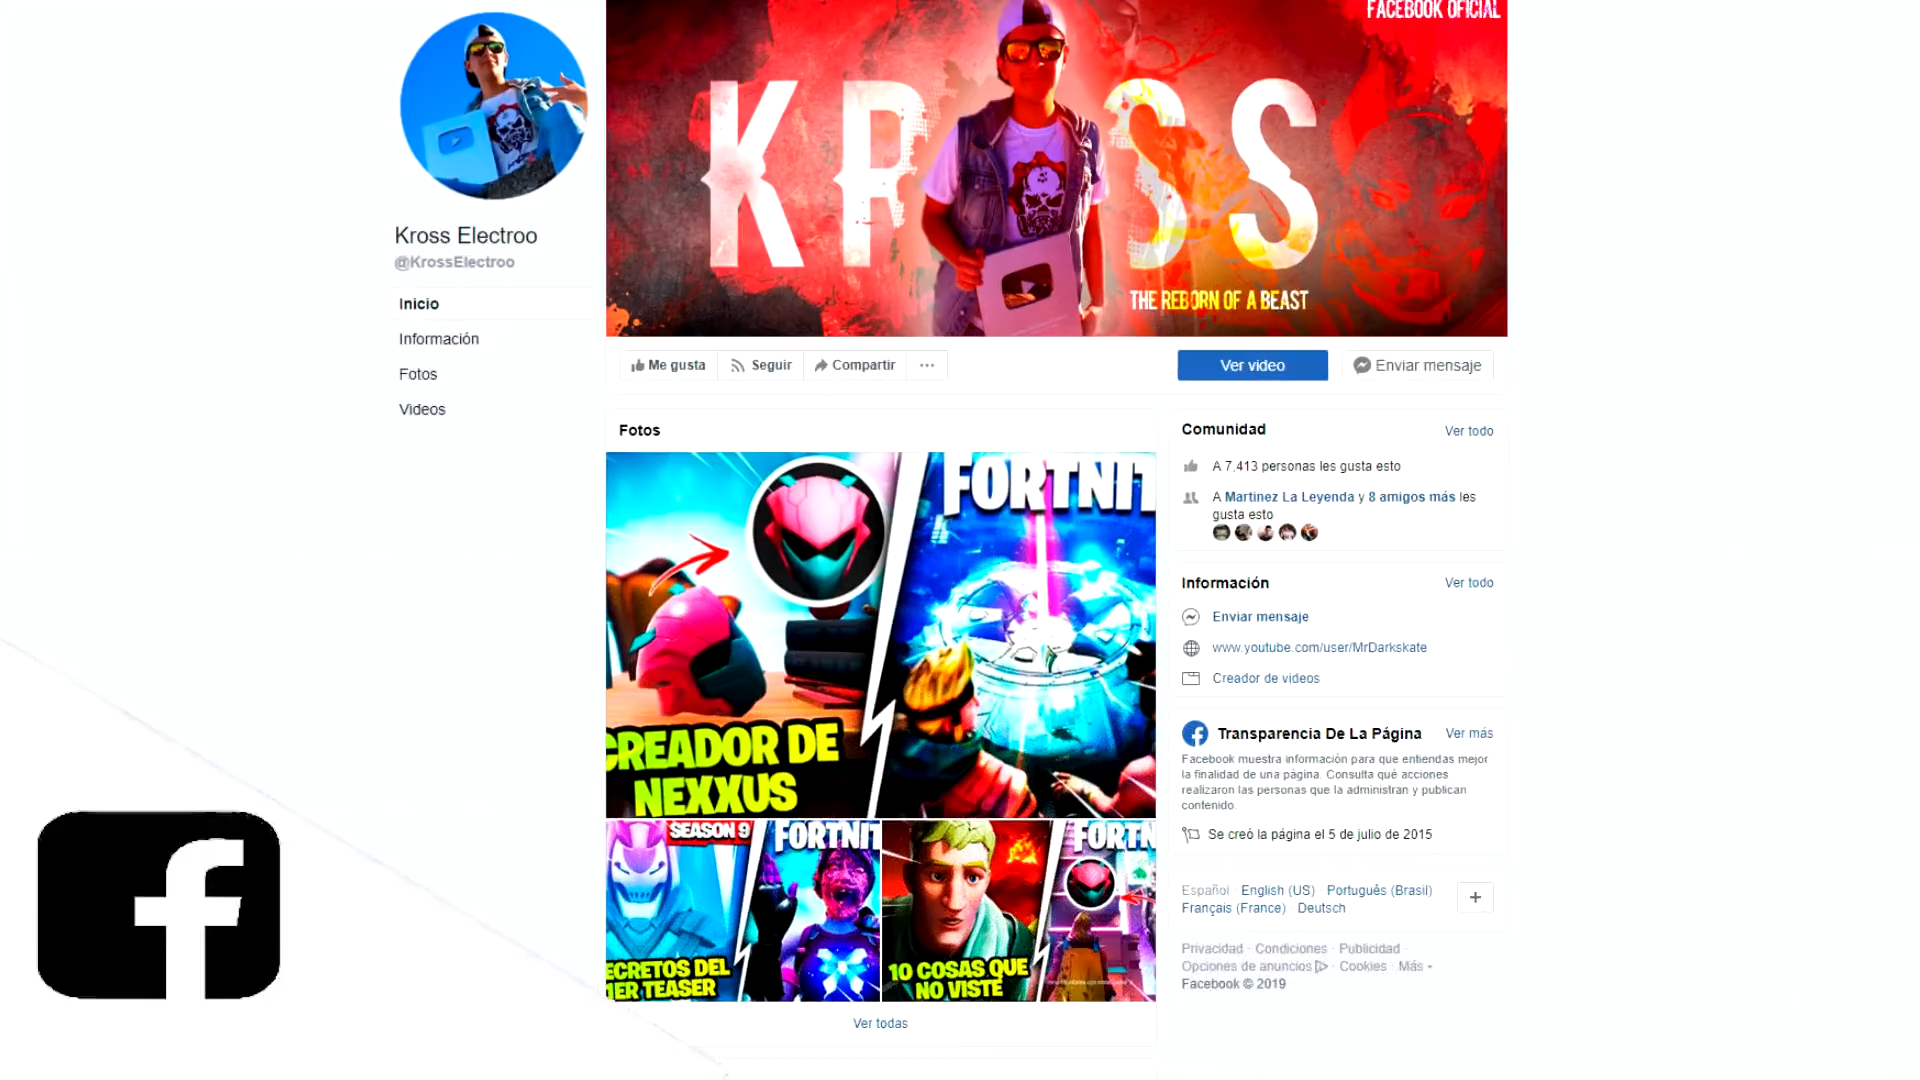 Kross Electroo
@KrossElectroo
Inicio
Información
Fotos
Videos
FACEBOOK OFICIAL
KR SS
THE REBORN OF A BEAST
Me gusta
Seguir
Compartir
Ver video
Enviar mensaje
Fotos
FORTNIT
CREADOR DE
NEXXUS
SEASON 9
FORTNIT
ECRETOS DEL
1ER TEASER
FORTN
10 COSAS QUE
NO VISTE
Ver todas
Comunidad
Ver todo
A 7.413 personas les gusta esto
A Martinez La Leyenda y 8 amigos más les
gusta esto
Información
Ver todo
Enviar mensaje
www.youtube.com/user/MrDarkskate
Creador de videos
Transparencia De La Página
Ver más
Facebook muestra información para que entiendas mejor
la finalidad de una página. Consulta qué acciones
realizaron las personas que la administran y publican
contenido.
Se creó la página el 5 de julio de 2015
Español · English (US) · Português (Brasil)
Français (France) · Deutsch
Privacidad · Condiciones · Publicidad ·
Opciones de anuncios · Cookies · Más
Facebook © 2019